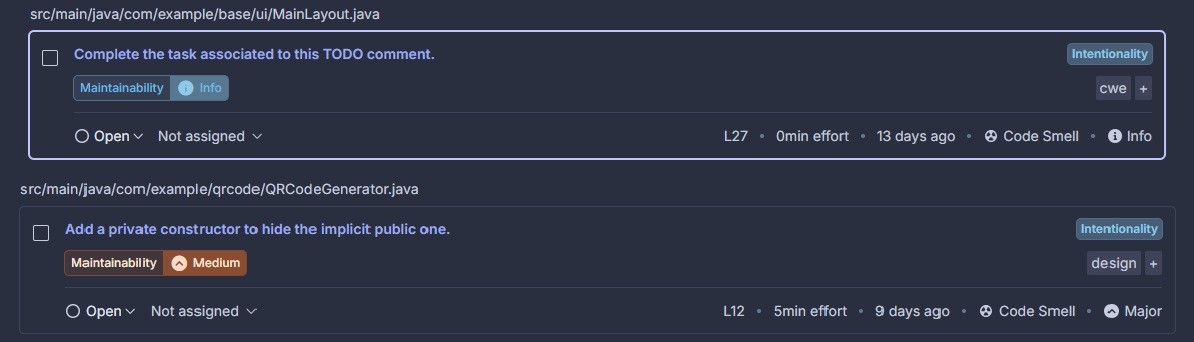 src/main/java/com/example/base/ui/MainLayout.java
Complete the task associated to this TODO comment. Intentionality
Maintainability Info cwe +
Open Not assigned L27 • 0min effort • 13 days ago • Code Smell • Info
src/main/java/com/example/qrcode/QRCodeGenerator.java
Add a private constructor to hide the implicit public one. Intentionality
Maintainability Medium design +
Open Not assigned L12 • 5min effort • 9 days ago • Code Smell • Major